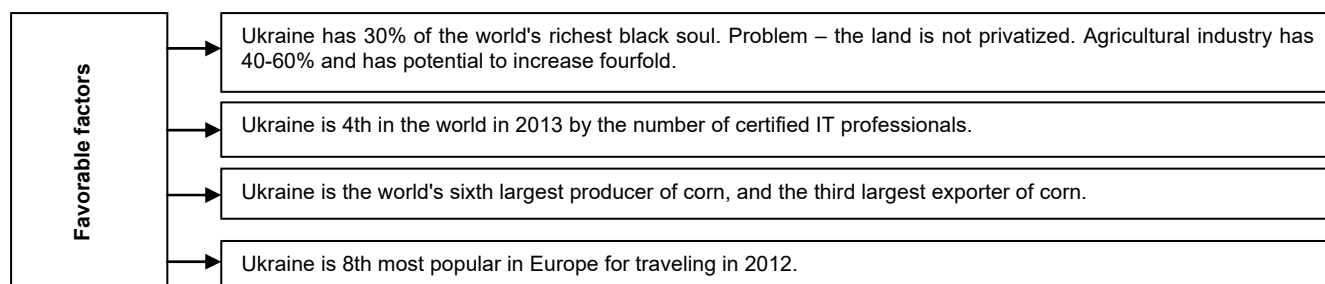 Favorable factors
Ukraine has 30% of the world's richest black soul. Problem – the land is not privatized. Agricultural industry has
40-60% and has potential to increase fourfold.
Ukraine is 4th in the world in 2013 by the number of certified IT professionals.
Ukraine is the world's sixth largest producer of corn, and the third largest exporter of corn.
Ukraine is 8th most popular in Europe for traveling in 2012.